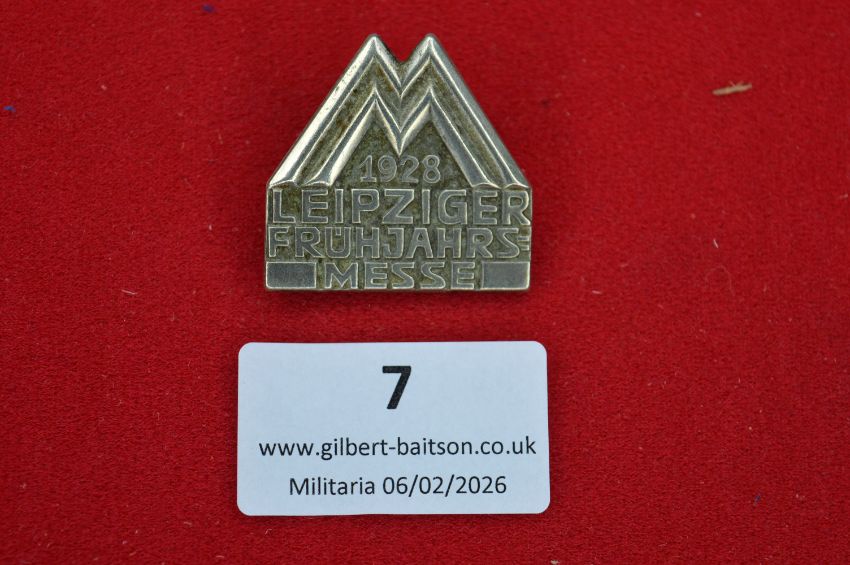 1928
LEIPZIGER
FRÜHJAHRS=
MESSE
7
www.gilbert-baitson.co.uk
Militaria 06/02/2026